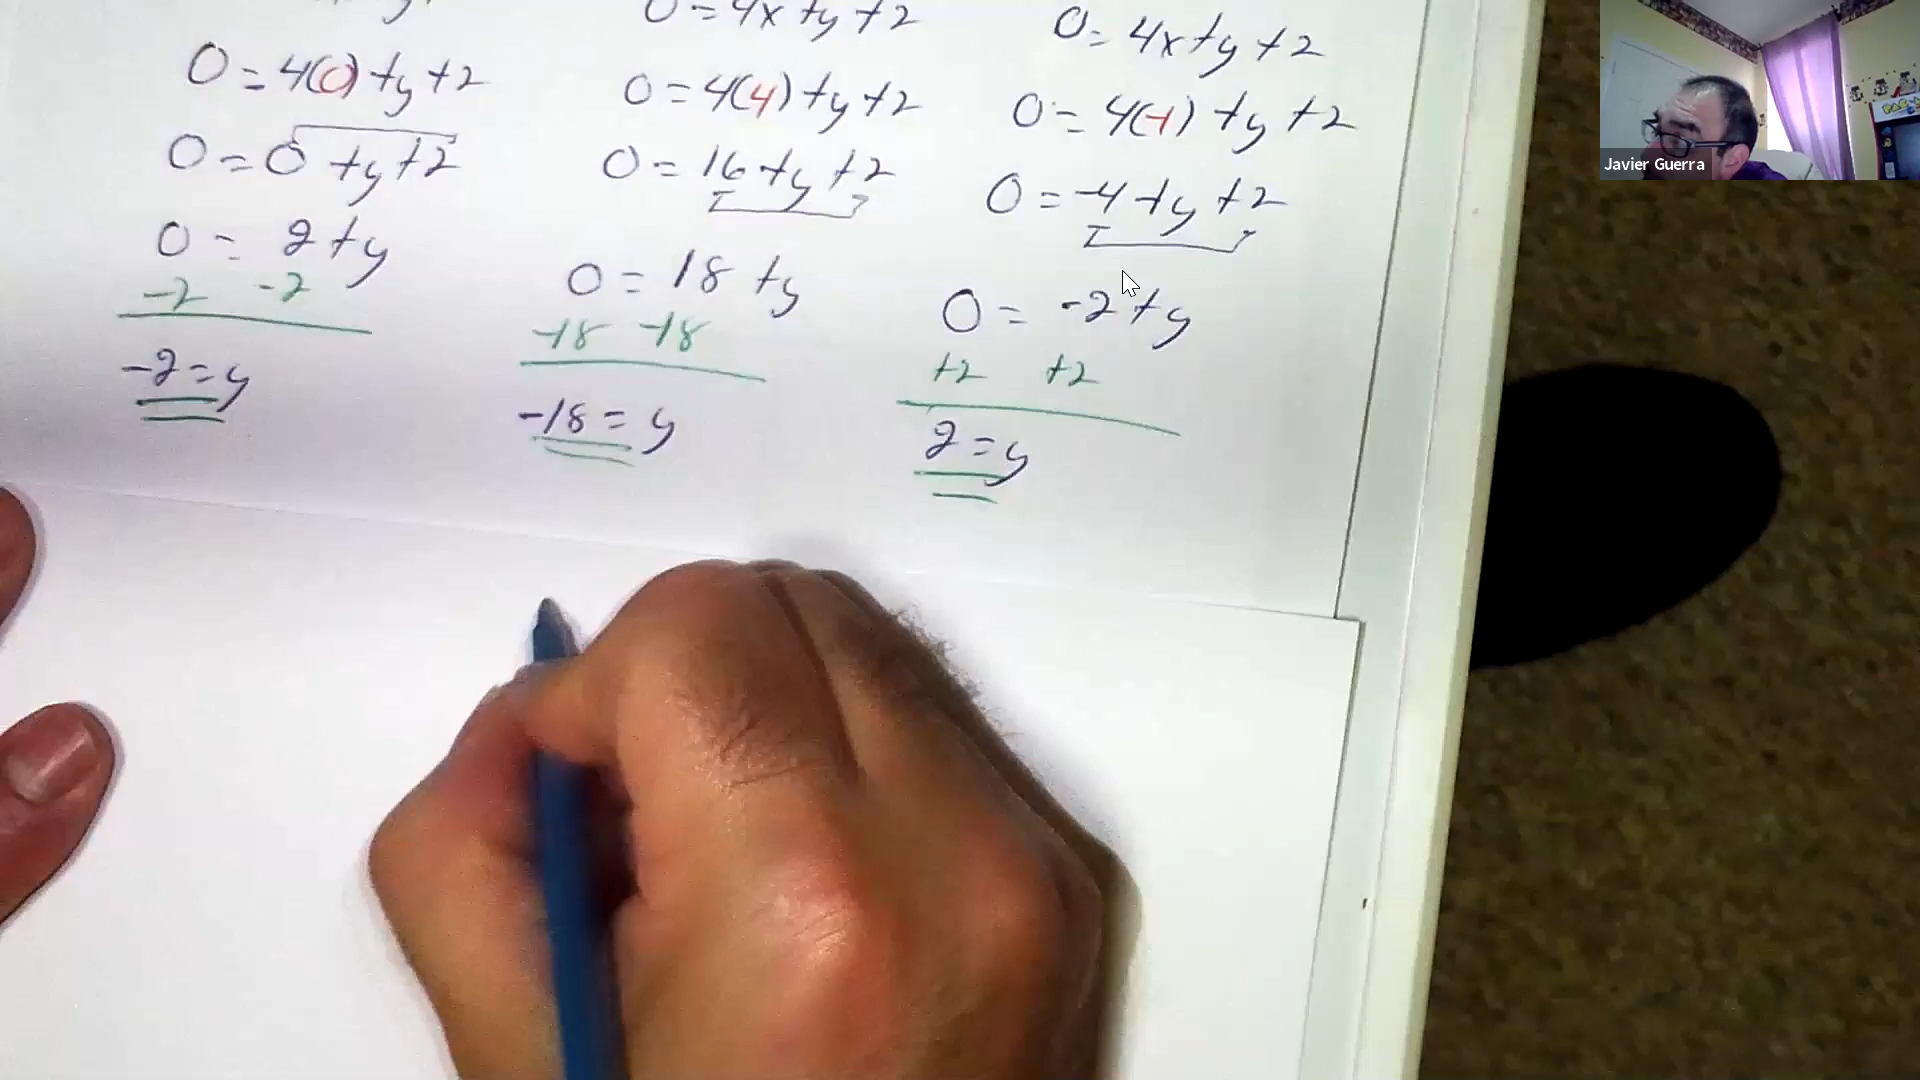 0 = 4x + y + 2
0 = 4x + y + 2
0 = 4(0) + y + 2
0 = 4(4) + y + 2
0 = 4(-1) + y + 2
0 = 0 + y + 2
0 = 16 + y + 2
0 = -4 + y + 2
0 = 2 + y
0 = 18 + y
0 = -2 + y
-2 -2
-18 -18
+2 +2
-2 = y
-18 = y
2 = y
Javier Guerra